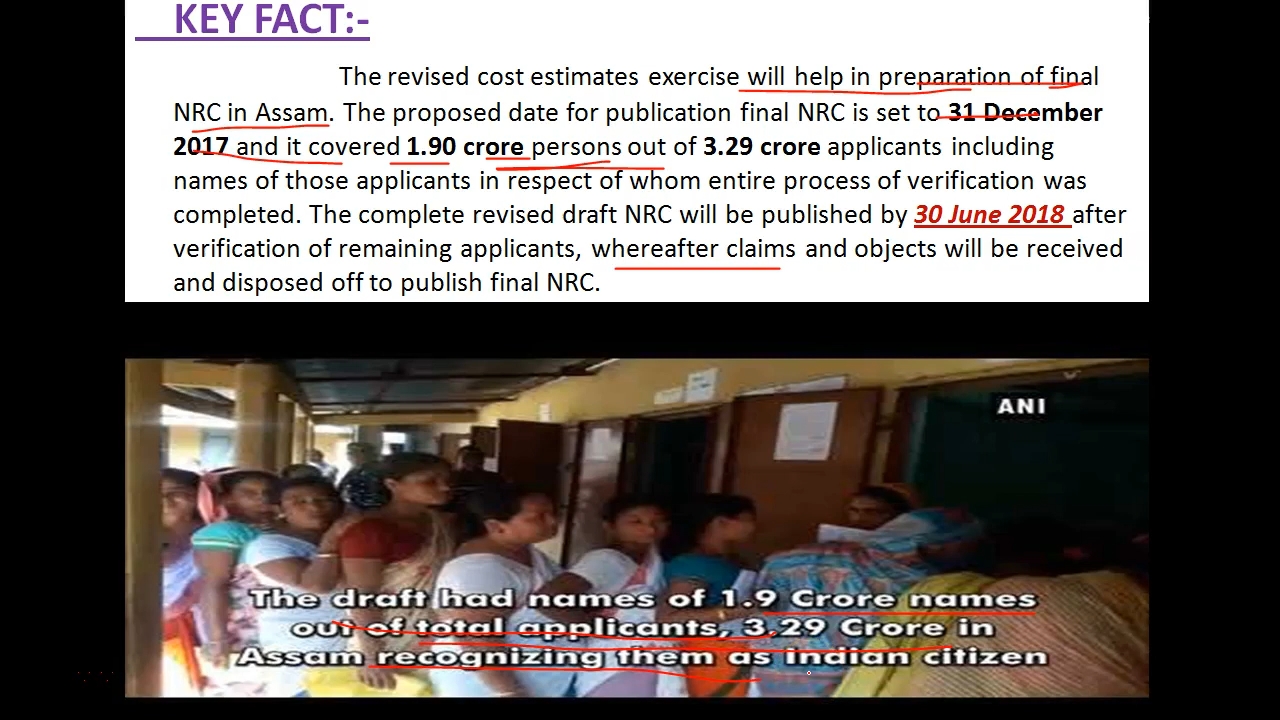 KEY FACT:-
The revised cost estimates exercise will help in preparation of final
NRC in Assam. The proposed date for publication final NRC is set to 31 December
2017 and it covered 1.90 crore persons out of 3.29 crore applicants including
names of those applicants in respect of whom entire process of verification was
completed. The complete revised draft NRC will be published by 30 June 2018 after
verification of remaining applicants, whereafter claims and objects will be received
and disposed off to publish final NRC.
ANI
The draft had names of 1.9 Crore names
out of total applicants, 3.29 Crore in
Assam recognizing them as Indian citizen